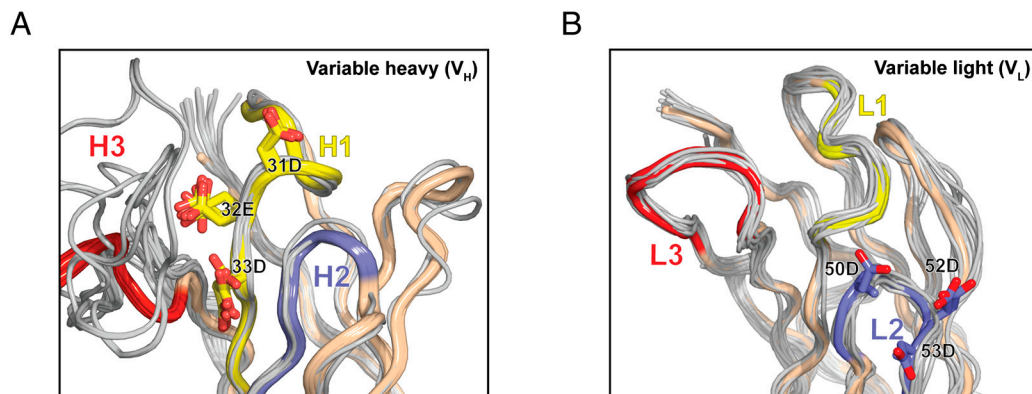 A
Variable heavy (VH)
H3
H1
31D
32E
33D
H2
B
Variable light (VL)
L1
L3
50D
52D
L2
53D